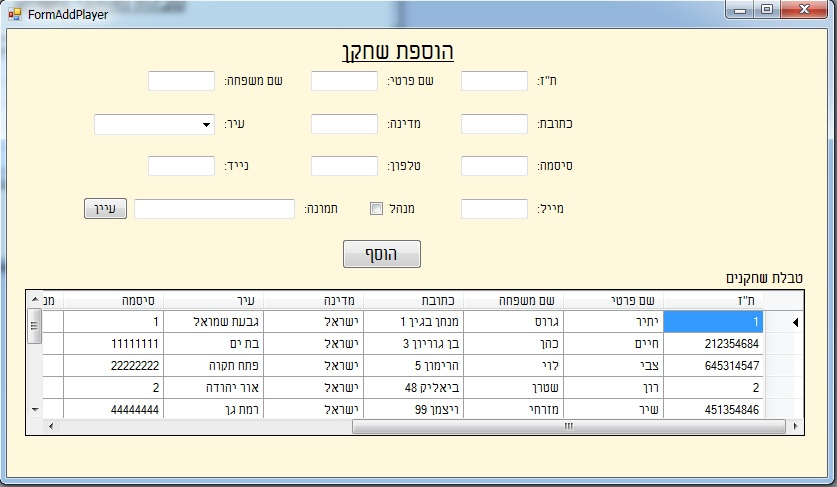 FormAddPlayer
הוספת שחקן
ת"ז: שם פרטי: שם משפחה:
כתובת: מדינה: עיר:
סיסמה: טלפון: נייד:
מייל: מנהל תמונה: עיין
הוסף
טבלת שחקנים
ת"ז שם פרטי שם משפחה כתובת מדינה עיר סיסמה מנ
1 יתיר גרוס מנחן בגין 1 ישראל גבעת שמואל 1
212354684 חיים כהן בן גוריון 3 ישראל בת ים 11111111
645314547 צבי לוי הרימון 5 ישראל פתח תקוה 22222222
2 רון שטרן ביאליק 48 ישראל אור יהודה 2
451354846 שיר מזרחי ויצמן 99 ישראל רמת גן 44444444